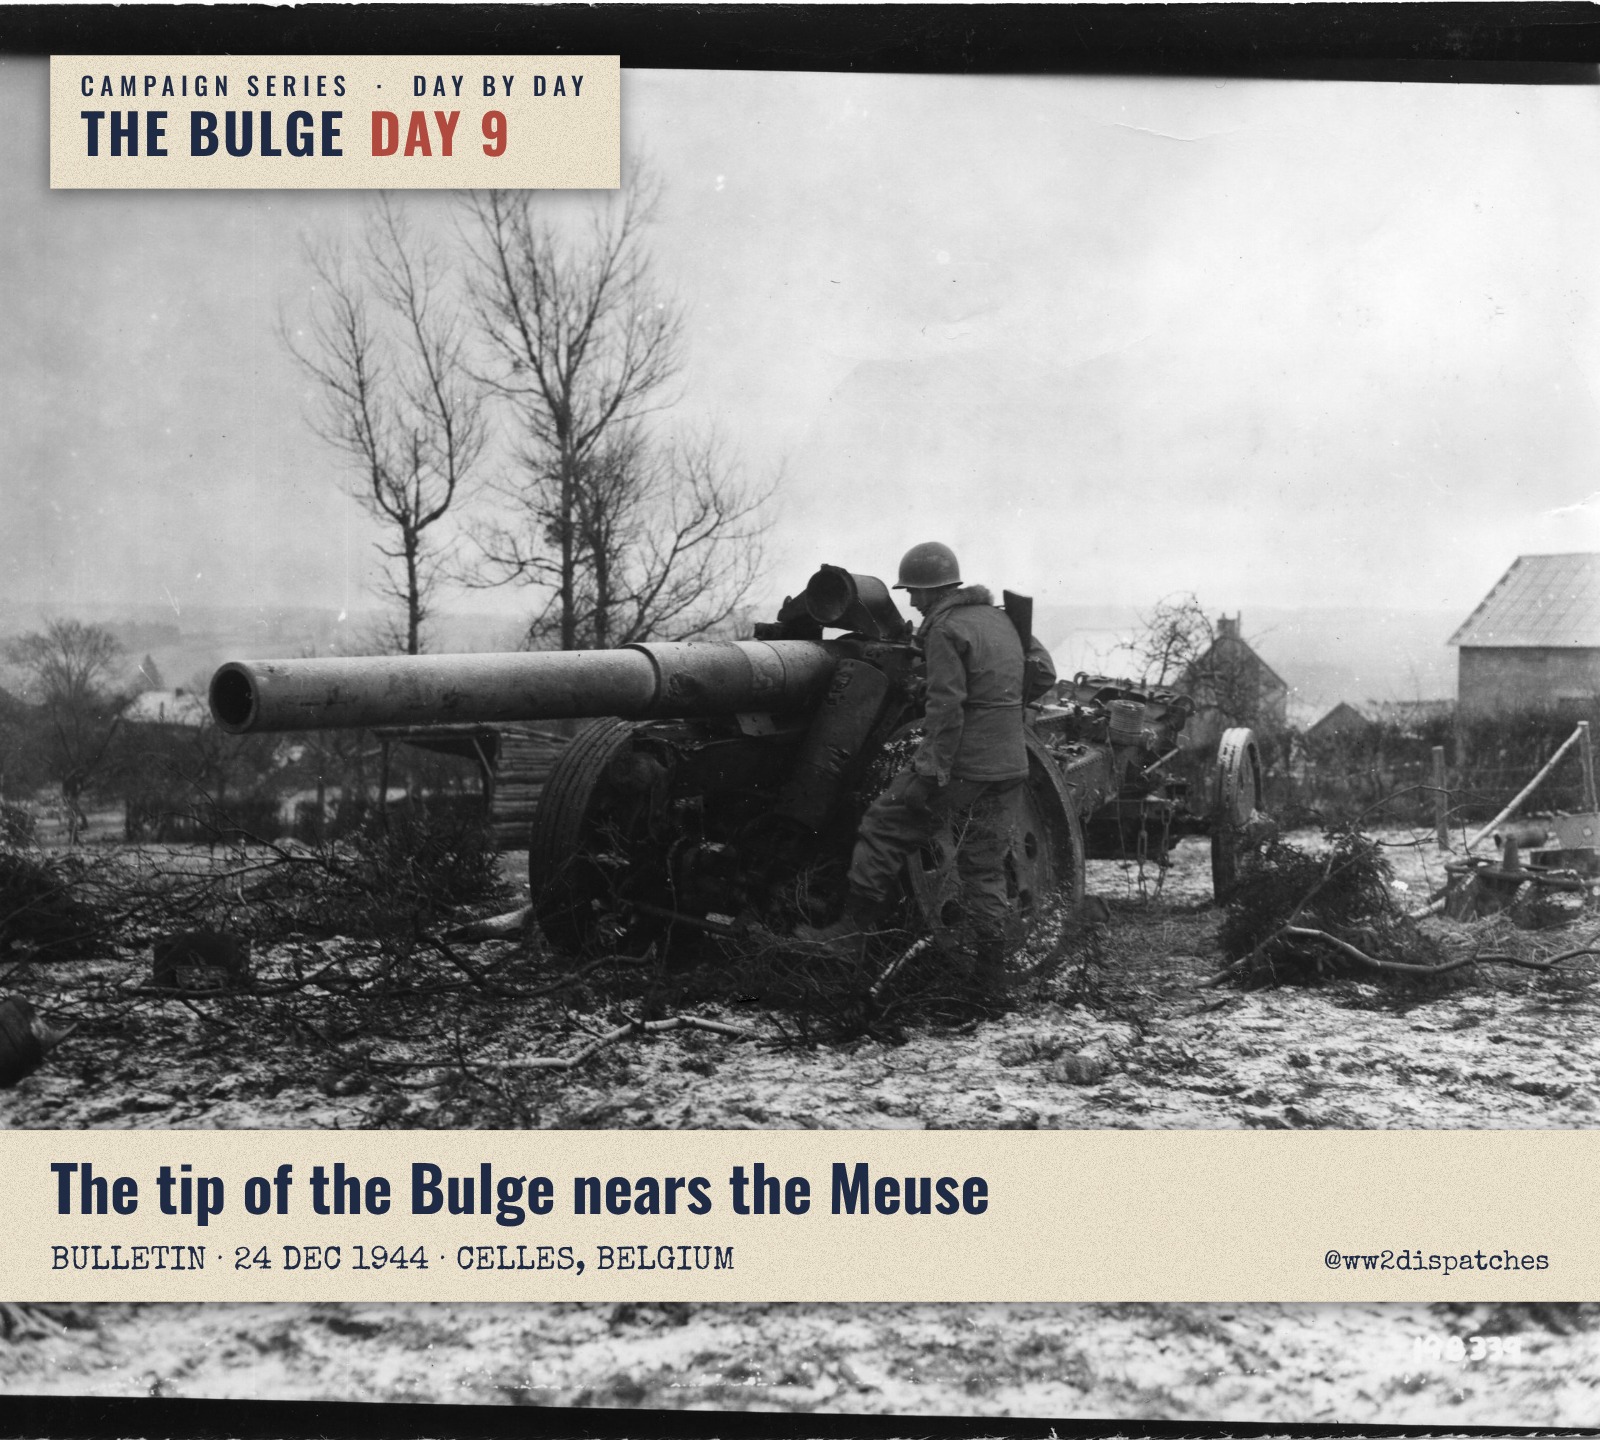 CAMPAIGN SERIES · DAY BY DAY
THE BULGE DAY 9
The tip of the Bulge nears the Meuse
BULLETIN · 24 DEC 1944 · CELLES, BELGIUM
@ww2dispatches